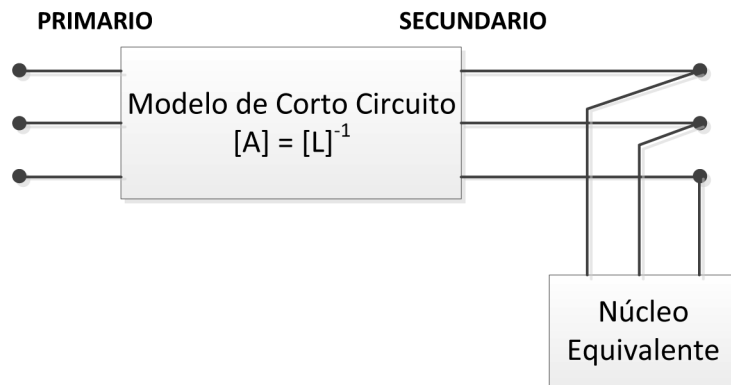 PRIMARIO
SECUNDARIO
Modelo de Corto Circuito
[A] = [L]⁻¹
Núcleo
Equivalente